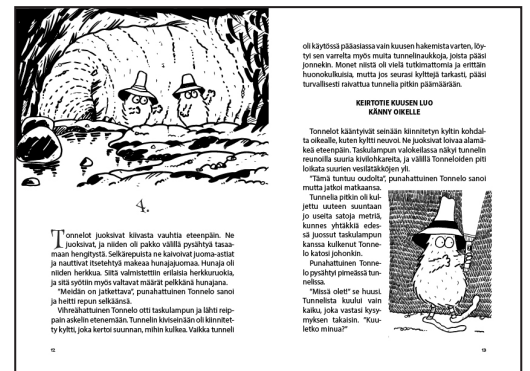 4.
Tonnelot juoksivat kiivasta vauhtia eteenpäin. Ne
juoksivat, ja niiden oli pakko välillä pysähtyä tasaa-
maan hengitystä. Selkärepuista ne kaivoivat juoma-astiat
ja nauttivat itsetehtyä makeaa hunajajuomaa. Hunaja oli
niiden herkkua. Siitä valmistettiin erilaisia herkkuruokia,
ja sitä syötiin myös valtavat määrät pelkkänä hunajana.
"Meidän on jatkettava", punahattuinen Tonnelo sanoi
ja heitti repun selkäänsä.
Vihreähattuinen Tonnelo otti taskulampun ja lähti reip-
pain askelin etenemään. Tunnelin kiviseinään oli kiinnitet-
ty kyltti, joka kertoi suunnan, mihin kulkea. Vaikka tunneli
12
oli käytössä pääasiassa vain kuusen hakemista varten, löy-
tyi sen varrelta myös muita tunnelinaukkoja, joista pääsi
jonnekin. Monet niistä oli vielä tutkimattomia ja erittäin
huonokulkuisia, mutta jos seurasi kylttejä tarkasti, pääsi
turvallisesti raivattua tunnelia pitkin päämäärään.
KEIRTOTIE KUUSEN LUO
KÄNNY OIKELLE
Tonnelot kääntyivät seinään kiinnitetyn kyltin kohdal-
ta oikealle, kuten kyltti neuvoi. Ne juoksivat loivaa alamä-
keä eteenpäin. Taskulampun valokeilassa näkyi tunnelin
reunoilla suuria kivilohkareita, ja välillä Tonneloiden piti
loikata suurien vesilätäkköjen yli.
"Tämä tuntuu oudolta", punahattuinen Tonnelo sanoi
mutta jatkoi matkaansa.
Tunnelia pitkin oli kul-
jettu uuteen suuntaan
jo useita satoja metriä,
kunnes yhtäkkiä edes-
sä juossut taskulampun
kanssa kulkenut Tonne-
lo katosi johonkin.
Punahattuinen Tonne-
lo pysähtyi pimeässä tun-
nelissa.
"Missä olet!" se huusi.
Tunnelista kuului vain
kaiku, joka vastasi kysy-
myksen takaisin. "Kuu-
letko minua?"
13